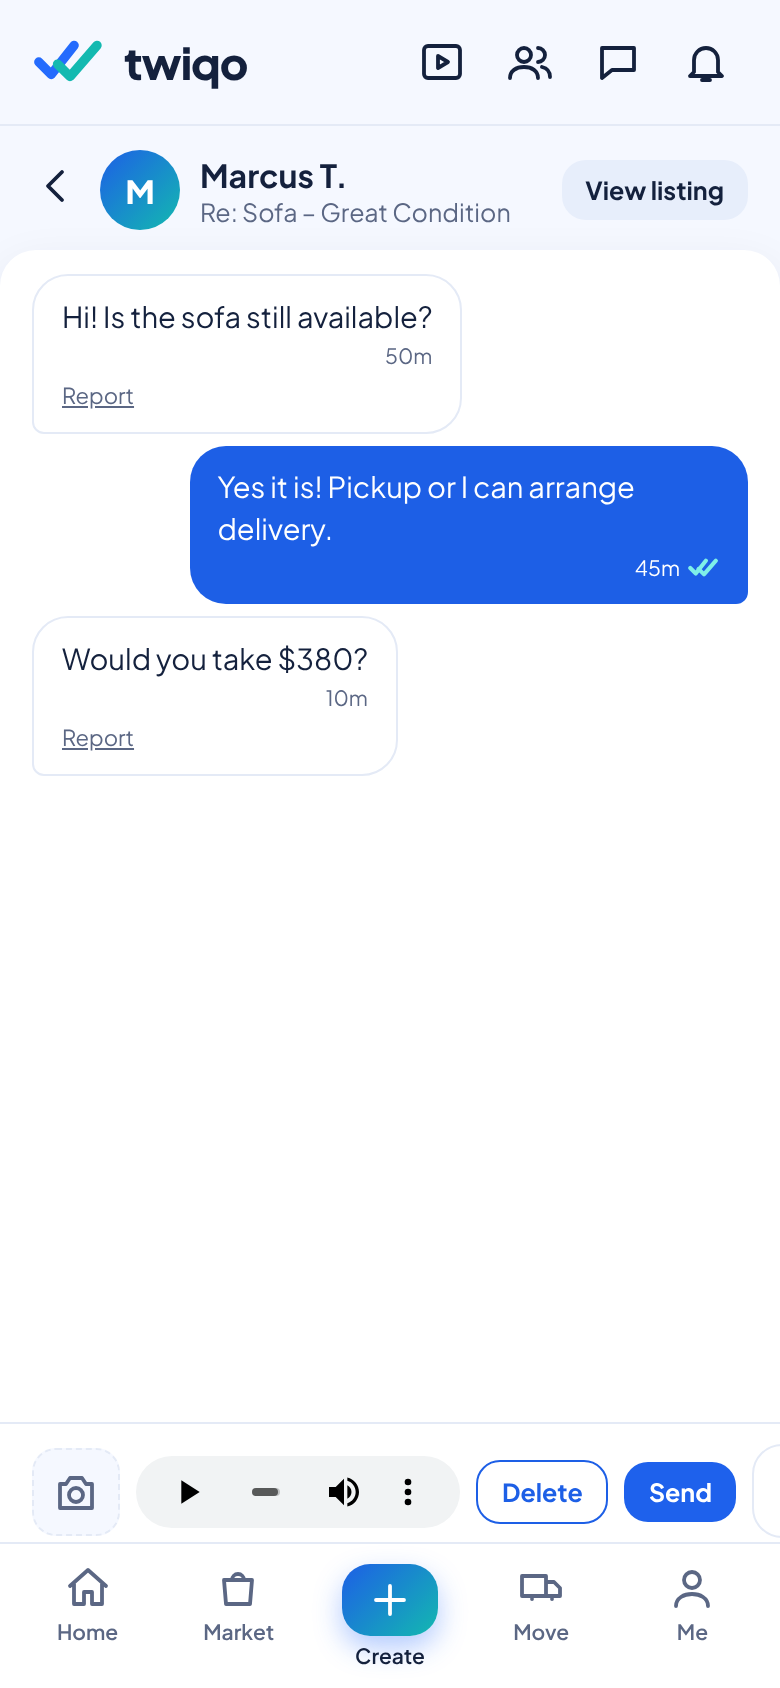 twiqo
M
Marcus T.
Re: Sofa – Great Condition
View listing
Hi! Is the sofa still available?
50m
Report
Yes it is! Pickup or I can arrange
delivery.
45m
Would you take $380?
10m
Report
Delete
Send
Home
Market
Create
Move
Me